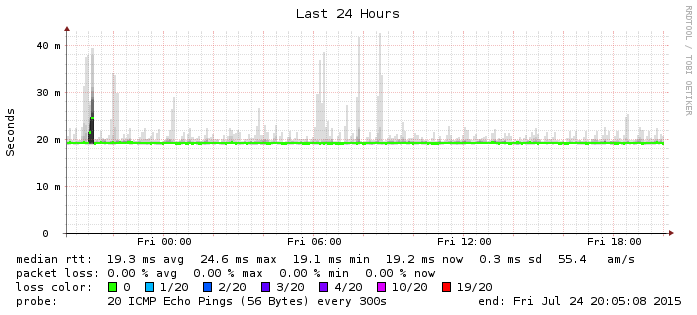 Last 24 Hours
RRDTOOL / TOBI OETIKER
Seconds
40 m
30 m
20 m
10 m
0
Fri 00:00 Fri 06:00 Fri 12:00 Fri 18:00
median rtt: 19.3 ms avg 24.6 ms max 19.1 ms min 19.2 ms now 0.3 ms sd 55.4 am/s
packet loss: 0.00 % avg 0.00 % max 0.00 % min 0.00 % now
loss color: 0 1/20 2/20 3/20 4/20 10/20 19/20
probe: 20 ICMP Echo Pings (56 Bytes) every 300s end: Fri Jul 24 20:05:08 2015